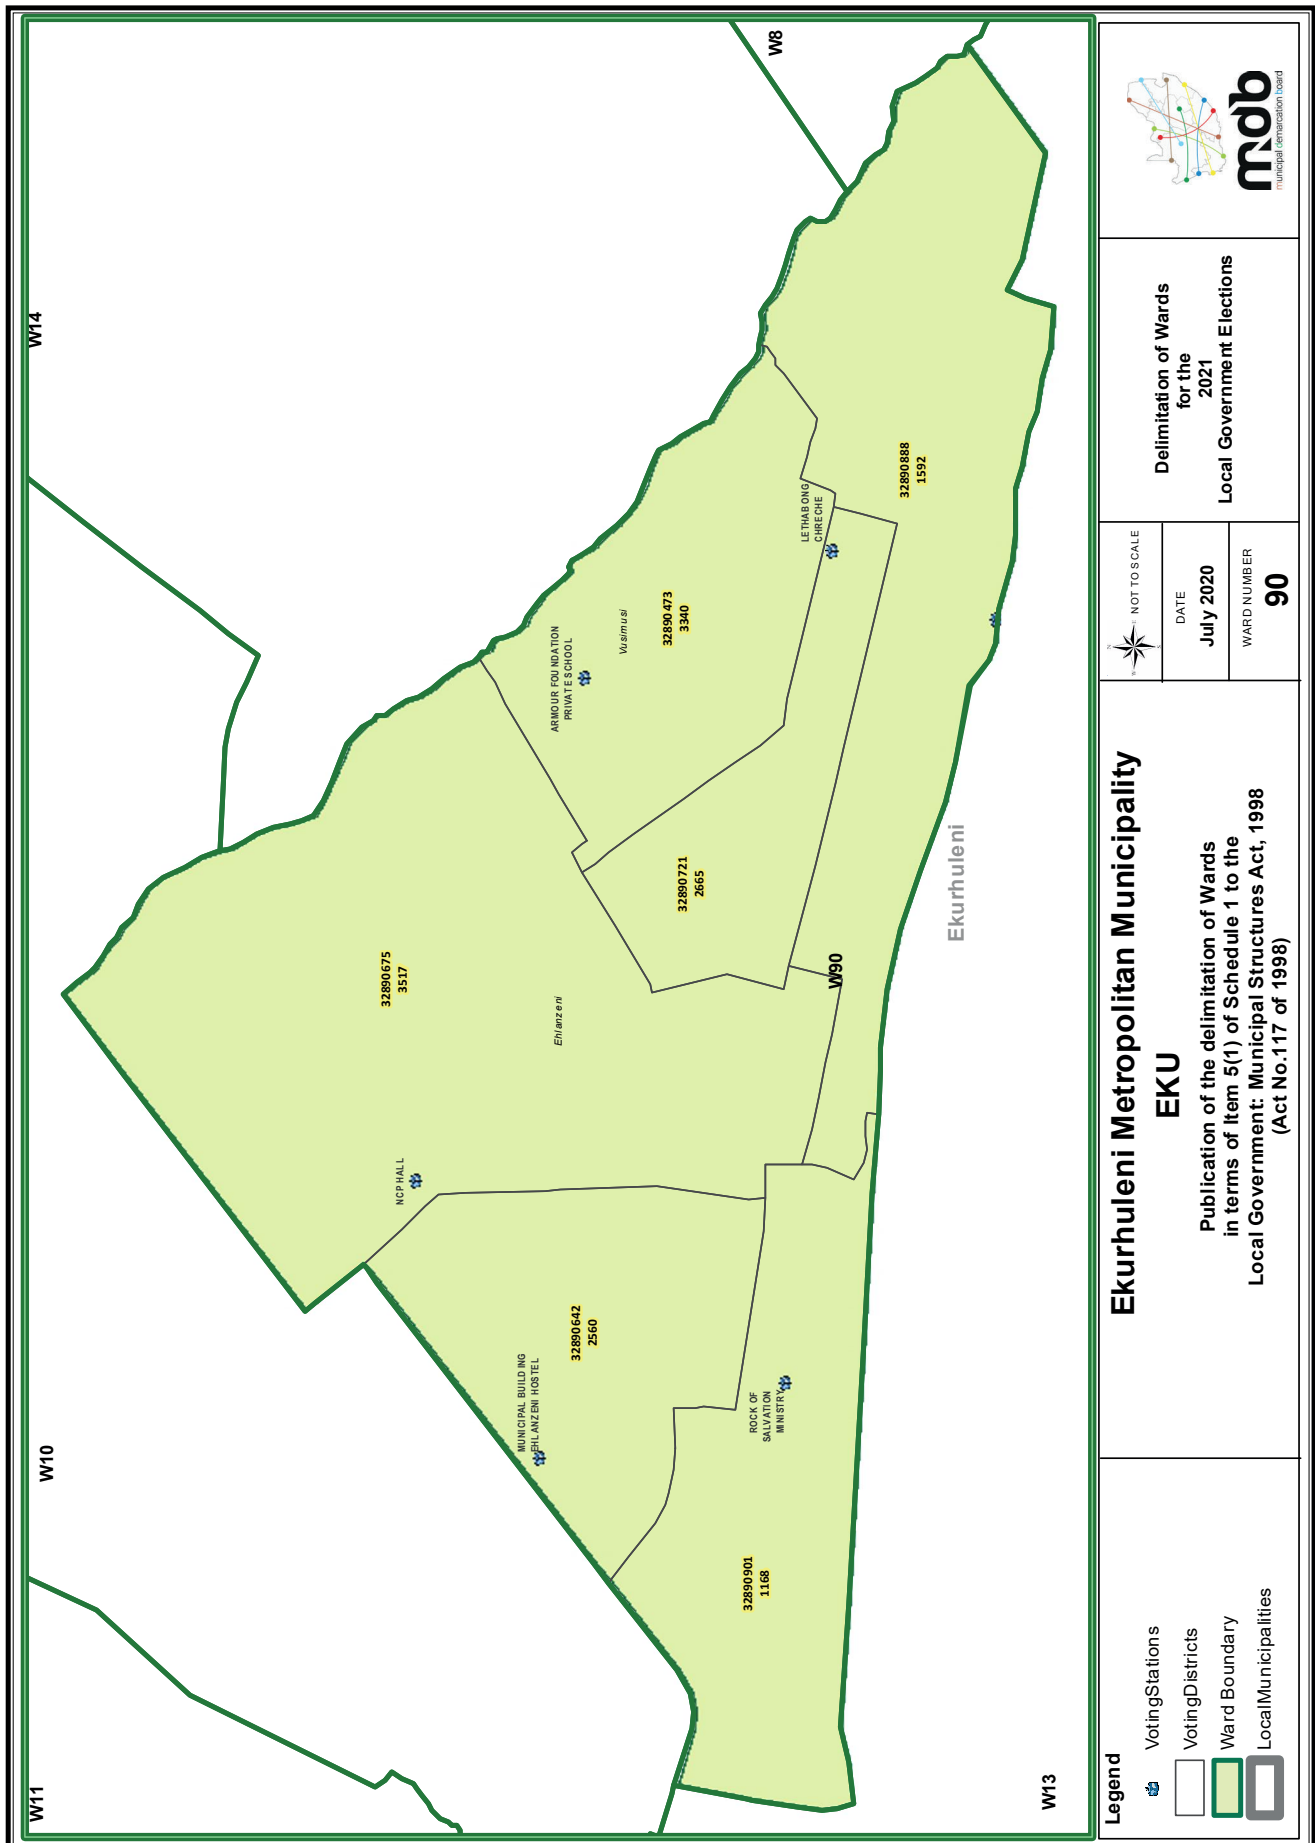 W11
W10
W14
W8
W13
NCP HALL
32890675
3517
Ehlanzeni
MUNICIPAL BUILDING
EHLANZENI HOSTEL
32890642
2560
ARMOUR FOUNDATION
PRIVATE SCHOOL
Vusimusi
32890473
3340
32890721
2665
LETHABONG
CHRECHE
32890888
1592
ROCK OF
SALVATION
MINISTRY
32890901
1168
W90
Ekurhuleni
Legend
VotingStations
VotingDistricts
Ward Boundary
LocalMunicipalities
Ekurhuleni Metropolitan Municipality
EKU
Publication of the delimitation of Wards
in terms of Item 5(1) of Schedule 1 to the
Local Government: Municipal Structures Act, 1998
(Act No.117 of 1998)
N
E
S
W
NOT TO SCALE
DATE
July 2020
WARD NUMBER
90
Delimitation of Wards
for the
2021
Local Government Elections
mdb
municipal demarcation board